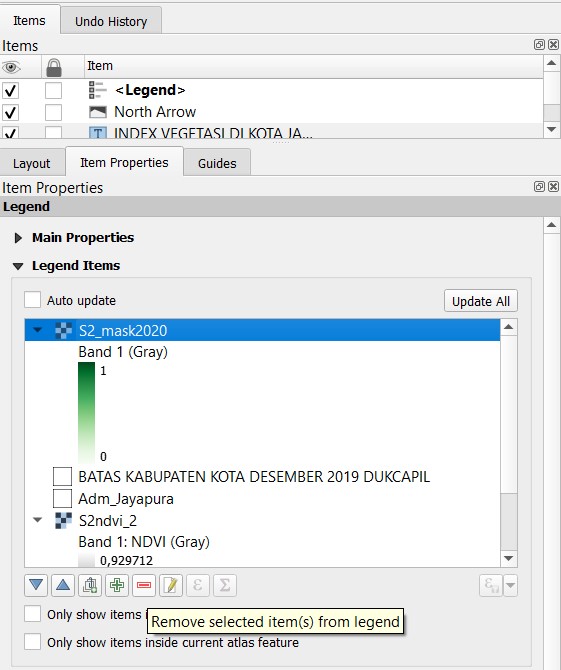 Items
Undo History
Items
Item
<Legend>
North Arrow
T INDEX VEGETASI DI KOTA JA...
Layout
Item Properties
Guides
Item Properties
Legend
Main Properties
Legend Items
Auto update
Update All
S2_mask2020
Band 1 (Gray)
1
0
BATAS KABUPATEN KOTA DESEMBER 2019 DUKCAPIL
Adm_Jayapura
S2ndvi_2
Band 1: NDVI (Gray)
0,929712
ε Σ ε
Only show items i
Remove selected item(s) from legend
Only show items inside current atlas feature